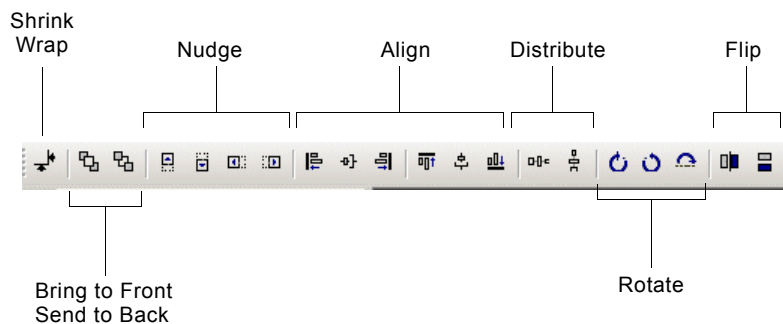 Shrink
Wrap
Nudge
Align
Distribute
Flip
Bring to Front
Send to Back
Rotate